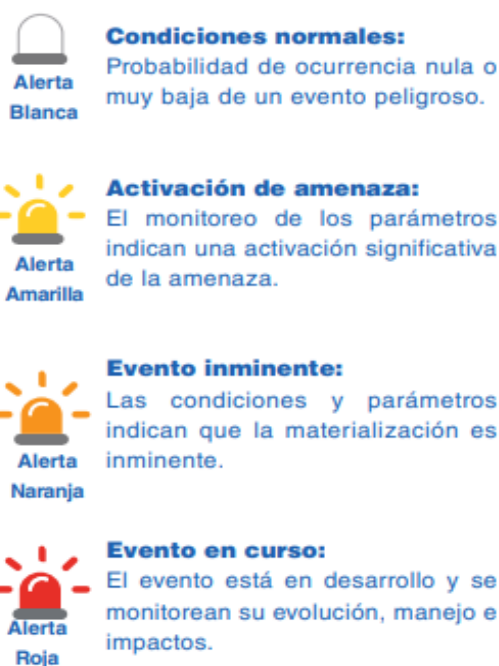 Alerta
Blanca
Condiciones normales:
Probabilidad de ocurrencia nula o
muy baja de un evento peligroso.
Alerta
Amarilla
Activación de amenaza:
El monitoreo de los parámetros
indican una activación significativa
de la amenaza.
Alerta
Naranja
Evento inminente:
Las condiciones y parámetros
indican que la materialización es
inminente.
Alerta
Roja
Evento en curso:
El evento está en desarrollo y se
monitorean su evolución, manejo e
impactos.